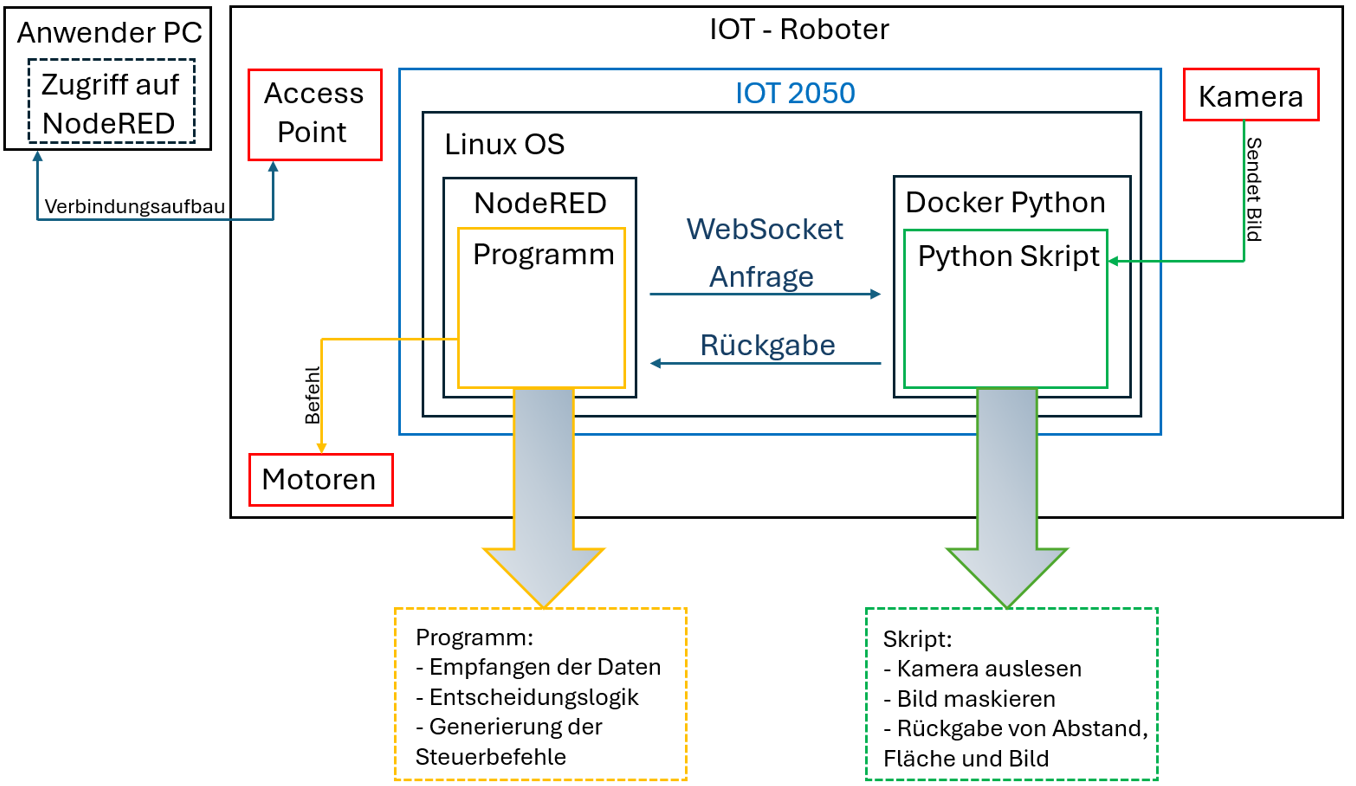 Anwender PC
Zugriff auf
NodeRED
Verbindungsaufbau
IOT - Roboter
Access
Point
IOT 2050
Linux OS
NodeRED
Programm
WebSocket
Anfrage
Rückgabe
Docker Python
Python Skript
Kamera
Sendet Bild
Befehl
Motoren
Programm:
- Empfangen der Daten
- Entscheidungslogik
- Generierung der
Steuerbefehle
Skript:
- Kamera auslesen
- Bild maskieren
- Rückgabe von Abstand,
Fläche und Bild